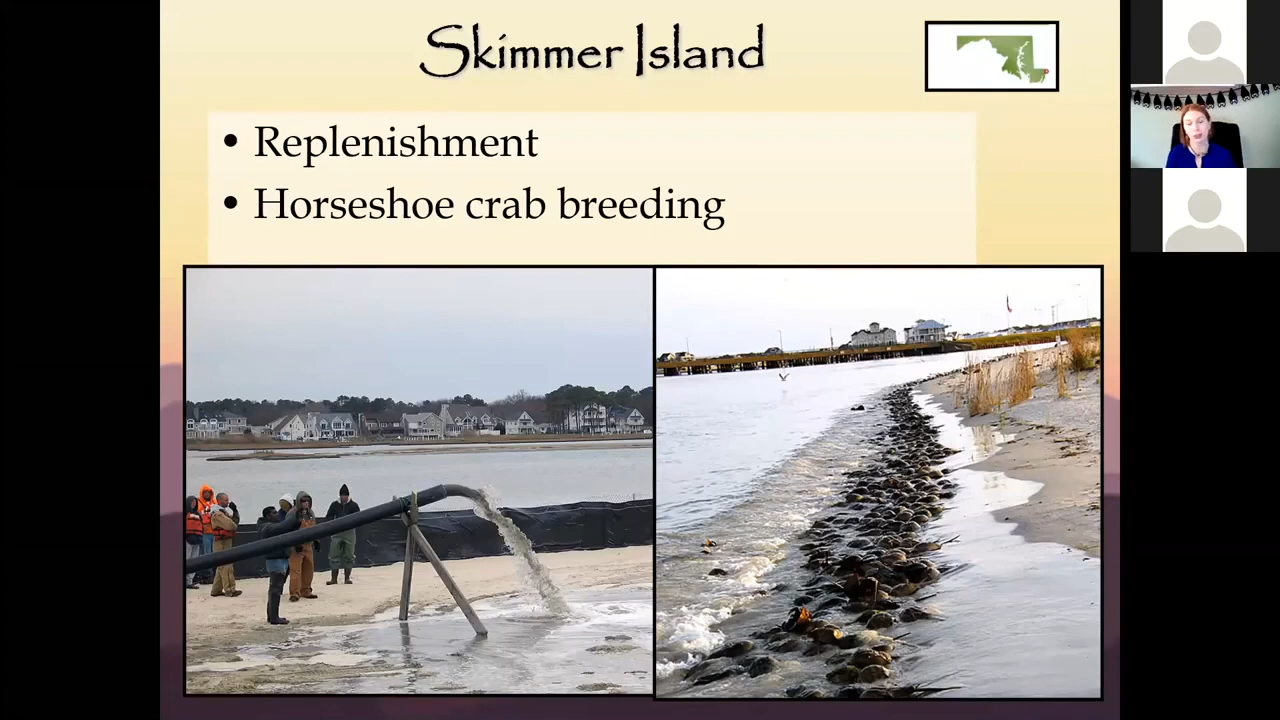 Skimmer Island
• Replenishment
• Horseshoe crab breeding